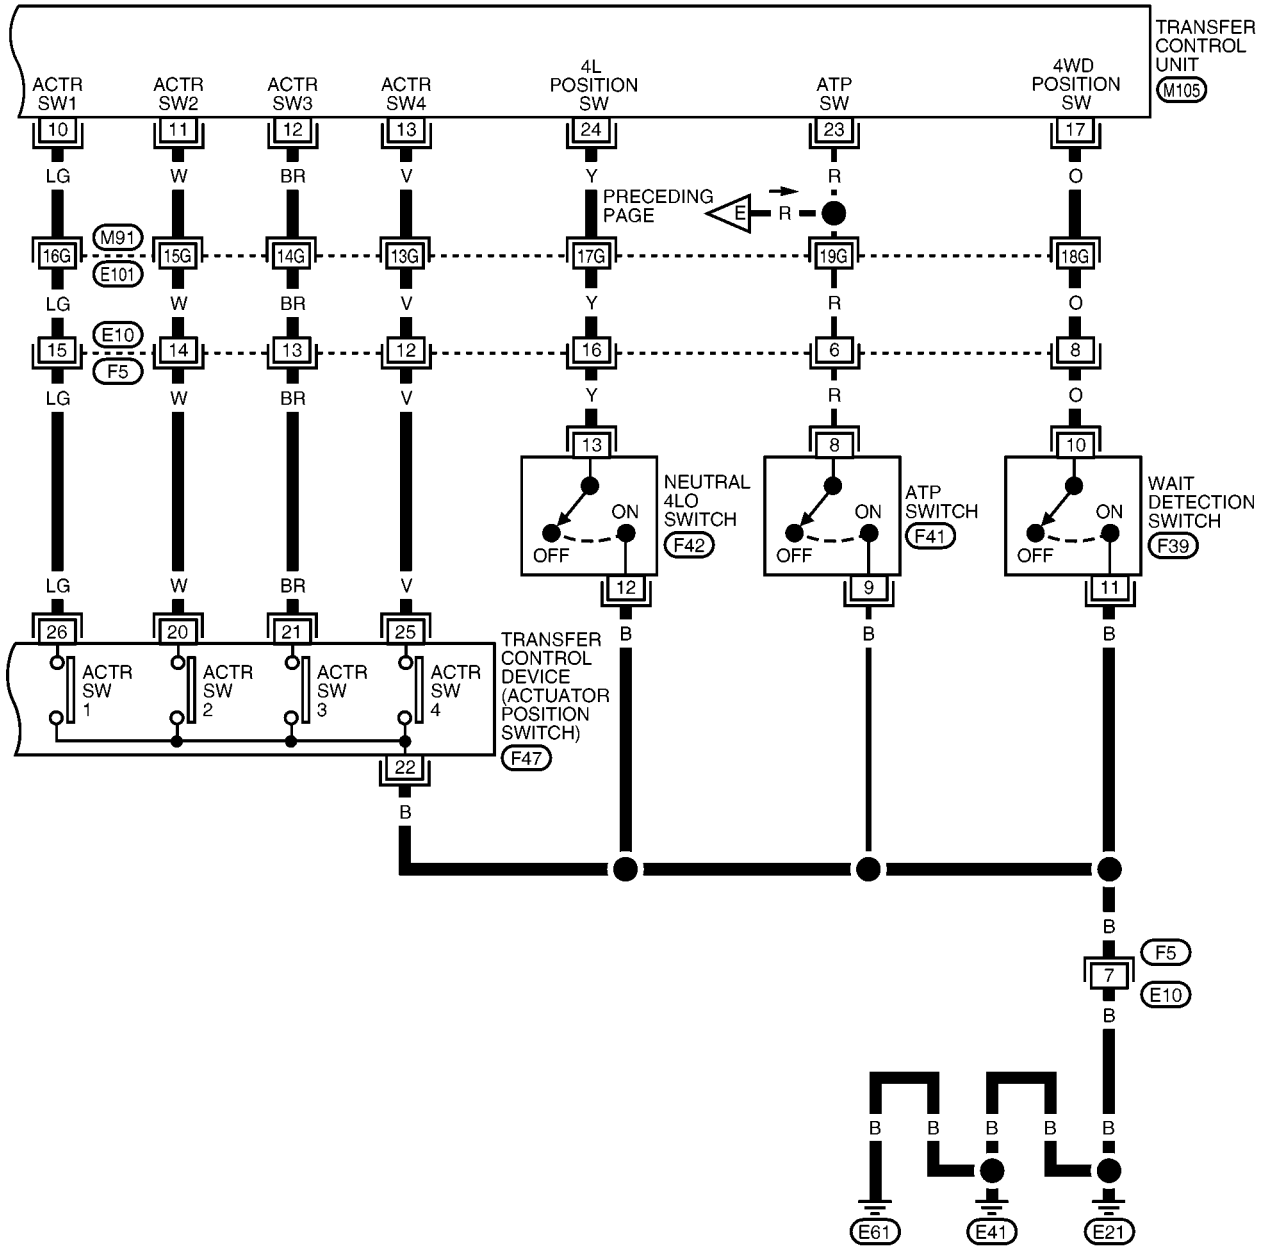 TRANSFER
CONTROL
UNIT
M105
ACTR
SW1
ACTR
SW2
ACTR
SW3
ACTR
SW4
4L
POSITION
SW
ATP
SW
4WD
POSITION
SW
10 11 12 13 24 23 17
LG W BR V Y R O
PRECEDING
PAGE
E R
M91
16G 15G 14G 13G 17G 19G 18G
E101
LG W BR V Y R O
E10
15 14 13 12 16 6 8
F5
LG W BR V Y R O
13 8 10
NEUTRAL
4LO
SWITCH
F42
ON
OFF
ATP
SWITCH
F41
ON
OFF
WAIT
DETECTION
SWITCH
F39
ON
OFF
12 9 11
LG W BR V
B B B
26 20 21 25
ACTR
SW
1
ACTR
SW
2
ACTR
SW
3
ACTR
SW
4
TRANSFER
CONTROL
DEVICE
(ACTUATOR
POSITION
SWITCH)
F47
22
B
B
F5
7
E10
B
B B B B B
E61 E41 E21